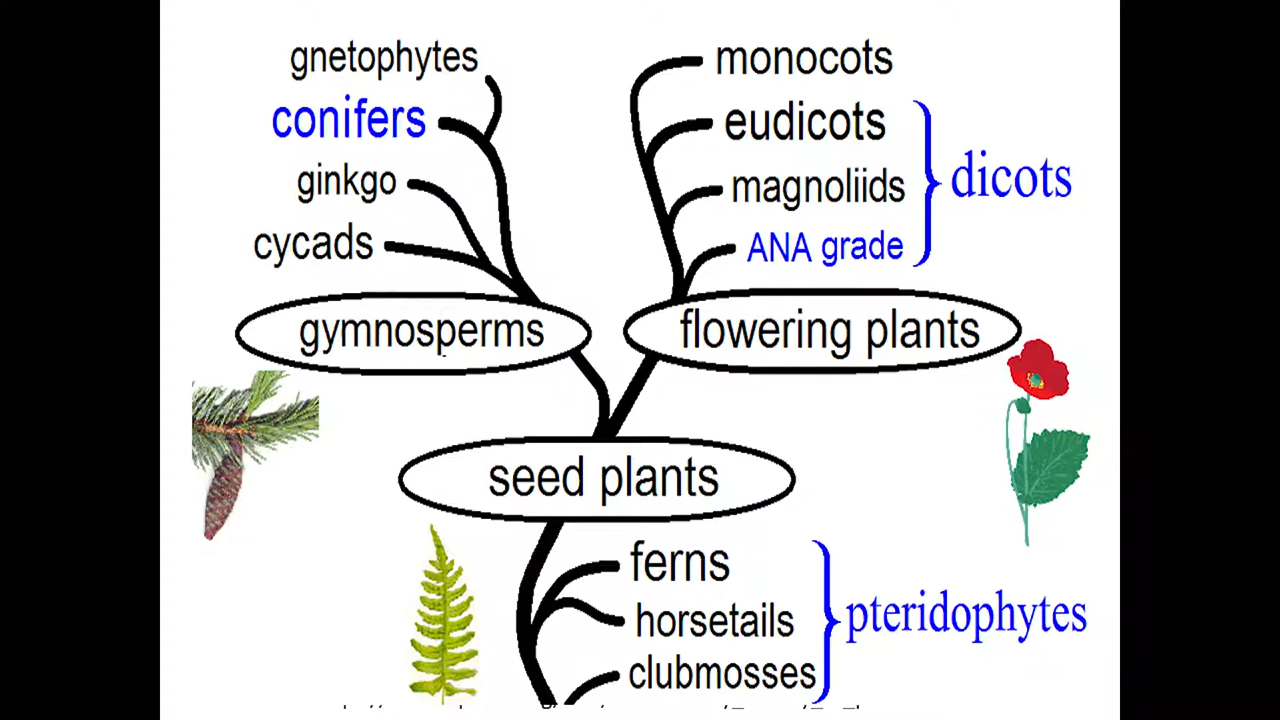 gnetophytes
conifers
ginkgo
cycads
monocots
eudicots
magnoliids
ANA grade
dicots
gymnosperms
flowering plants
seed plants
ferns
horsetails
clubmosses
pteridophytes